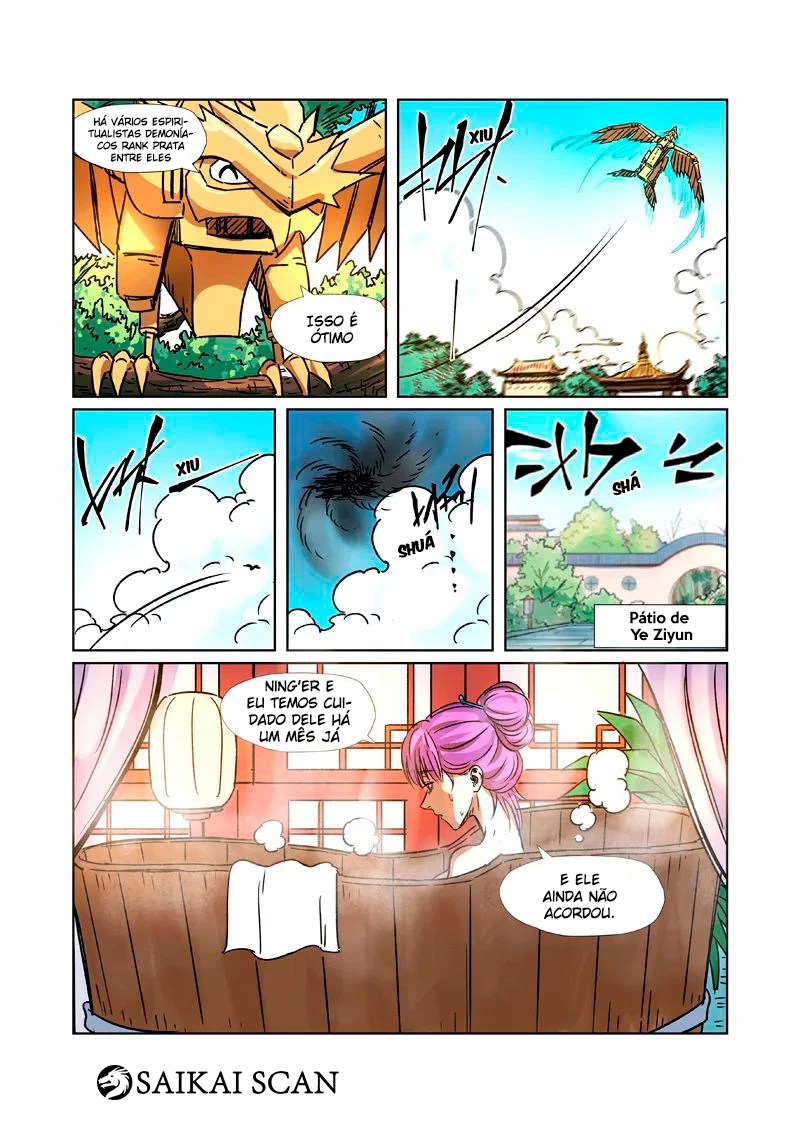 HÁ VÁRIOS ESPIRI-
TUALISTAS DEMONÍA-
COS RANK PRATA
ENTRE ELES
ISSO É
ÓTIMO
XIU
XIU
SHUÁ
SHÁ
Pátio de
Ye Ziyun
NING'ER E
EU TEMOS CUI-
DADO DELE HÁ
UM MÊS JÁ
E ELE
AINDA NÃO
ACORDOU.
SAIKAI SCAN